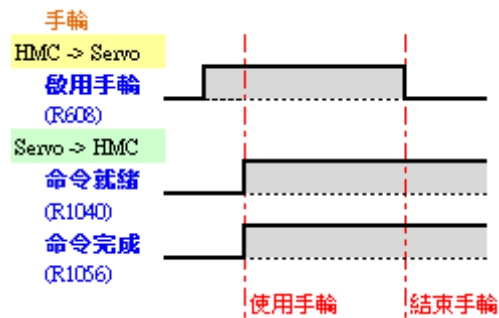 手輪
HMC -> Servo
啟用手輪
(R608)
Servo -> HMC
命令就緒
(R1040)
命令完成
(R1056)
使用手輪
結束手輪